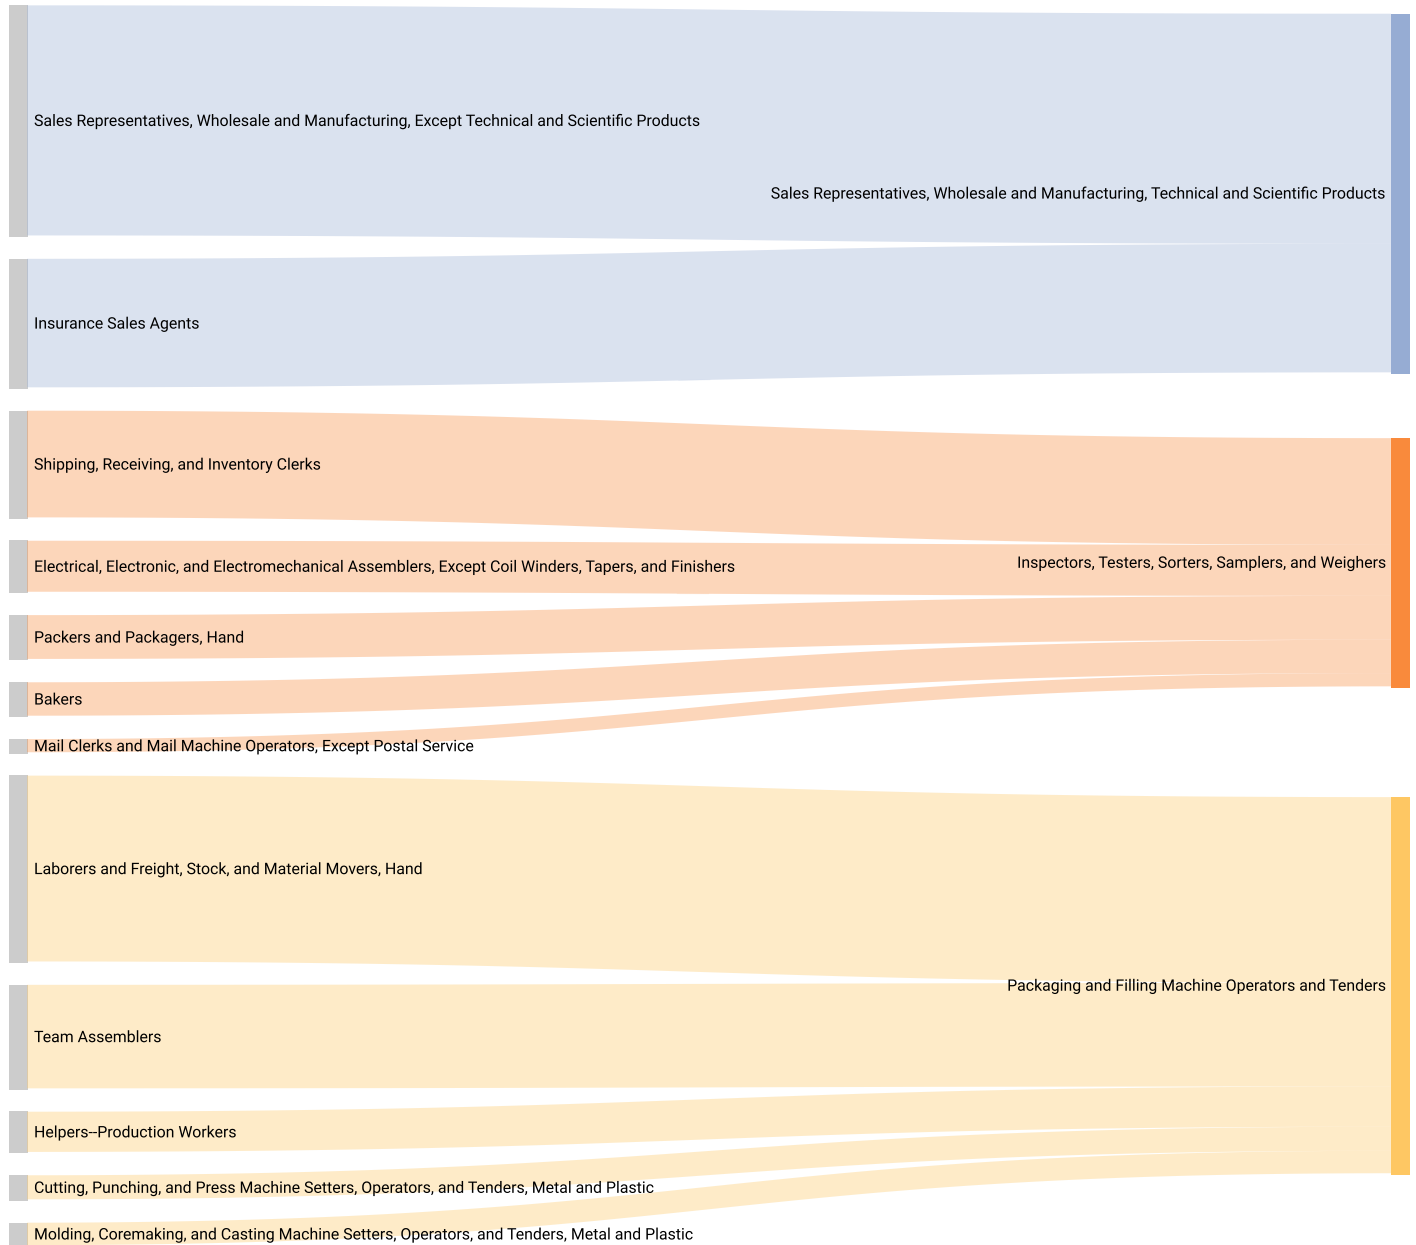 Sales Representatives, Wholesale and Manufacturing, Except Technical and Scientific Products
Sales Representatives, Wholesale and Manufacturing, Technical and Scientific Products
Insurance Sales Agents
Shipping, Receiving, and Inventory Clerks
Inspectors, Testers, Sorters, Samplers, and Weighers
Electrical, Electronic, and Electromechanical Assemblers, Except Coil Winders, Tapers, and Finishers
Packers and Packagers, Hand
Bakers
Mail Clerks and Mail Machine Operators, Except Postal Service
Laborers and Freight, Stock, and Material Movers, Hand
Packaging and Filling Machine Operators and Tenders
Team Assemblers
Helpers--Production Workers
Cutting, Punching, and Press Machine Setters, Operators, and Tenders, Metal and Plastic
Molding, Coremaking, and Casting Machine Setters, Operators, and Tenders, Metal and Plastic